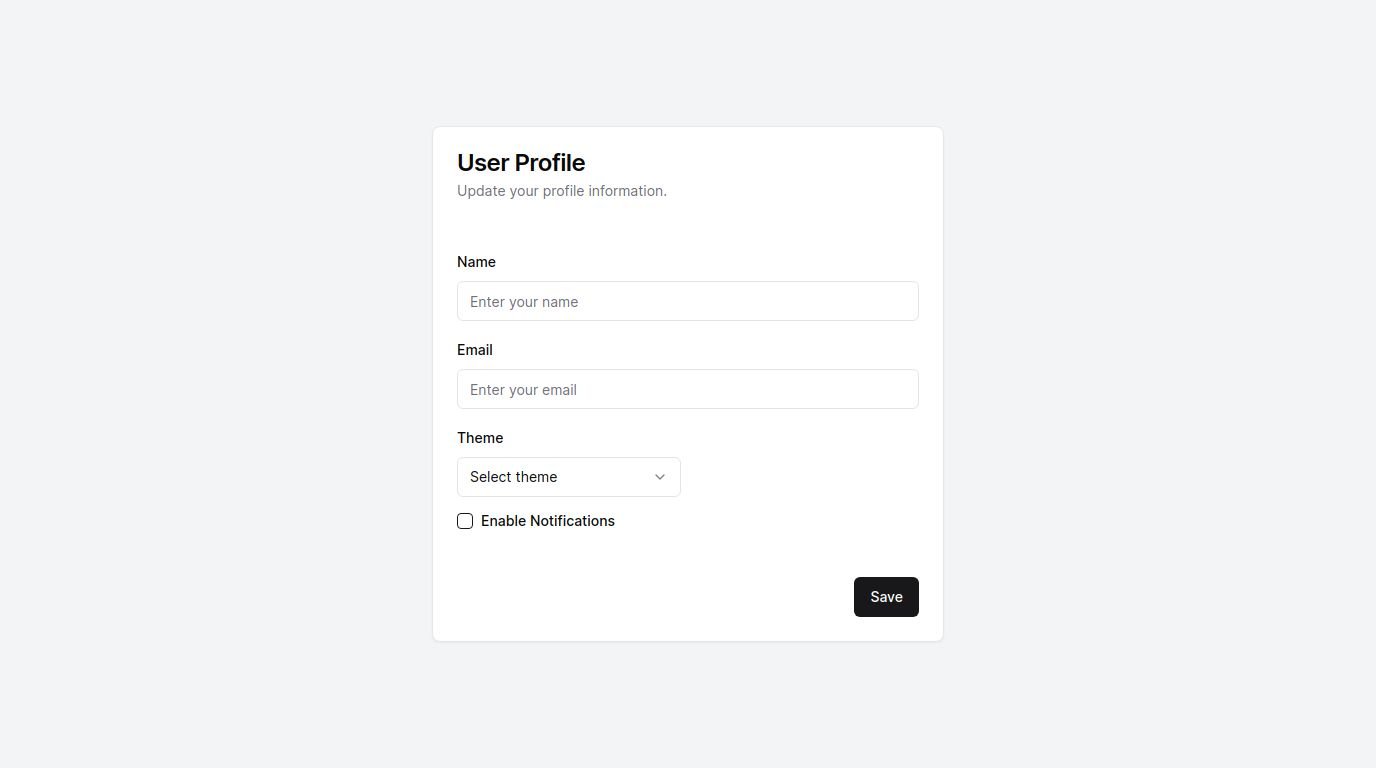 User Profile
Update your profile information.
Name
Enter your name
Email
Enter your email
Theme
Select theme
Enable Notifications
Save